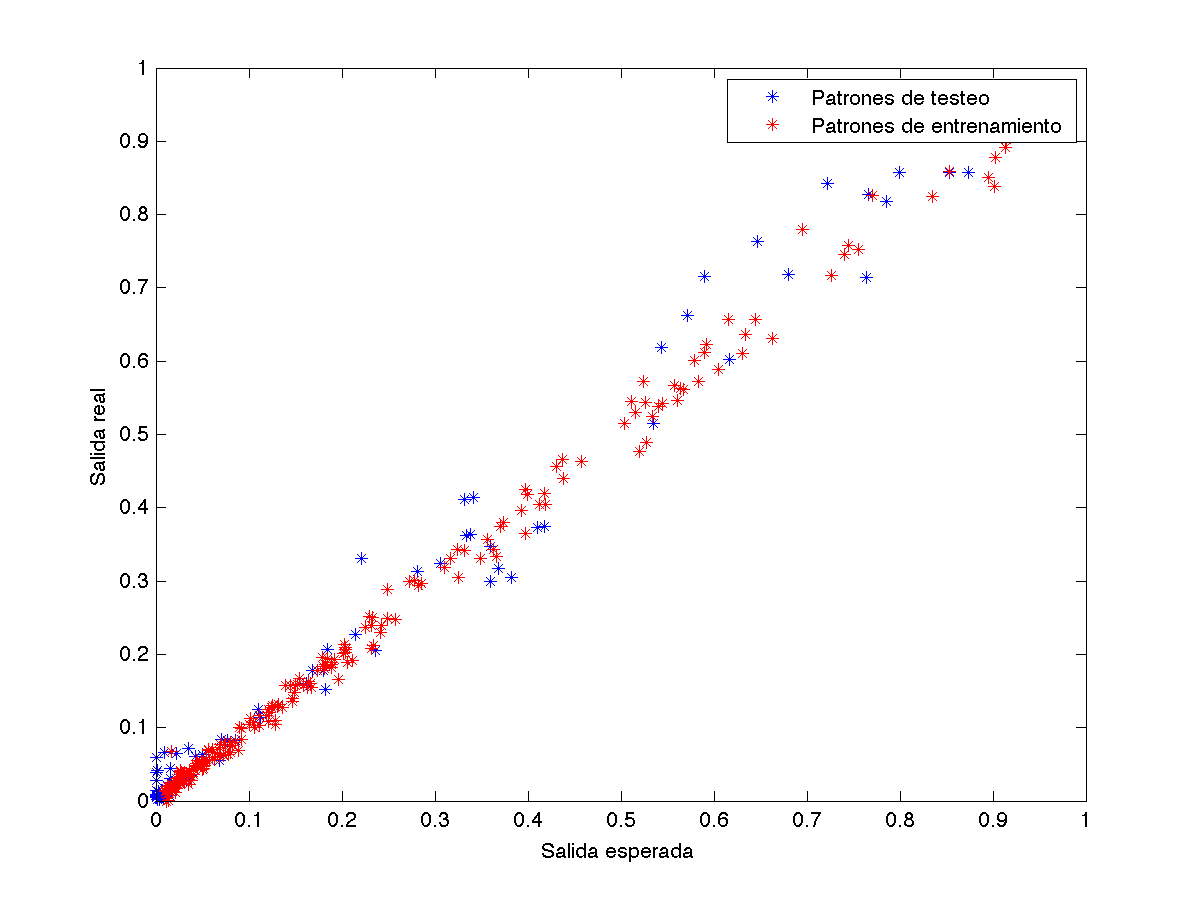 1
0.9
0.8
0.7
0.6
0.5
0.4
0.3
0.2
0.1
0
Salida real
Patrones de testeo
Patrones de entrenamiento
0 0.1 0.2 0.3 0.4 0.5 0.6 0.7 0.8 0.9 1
Salida esperada